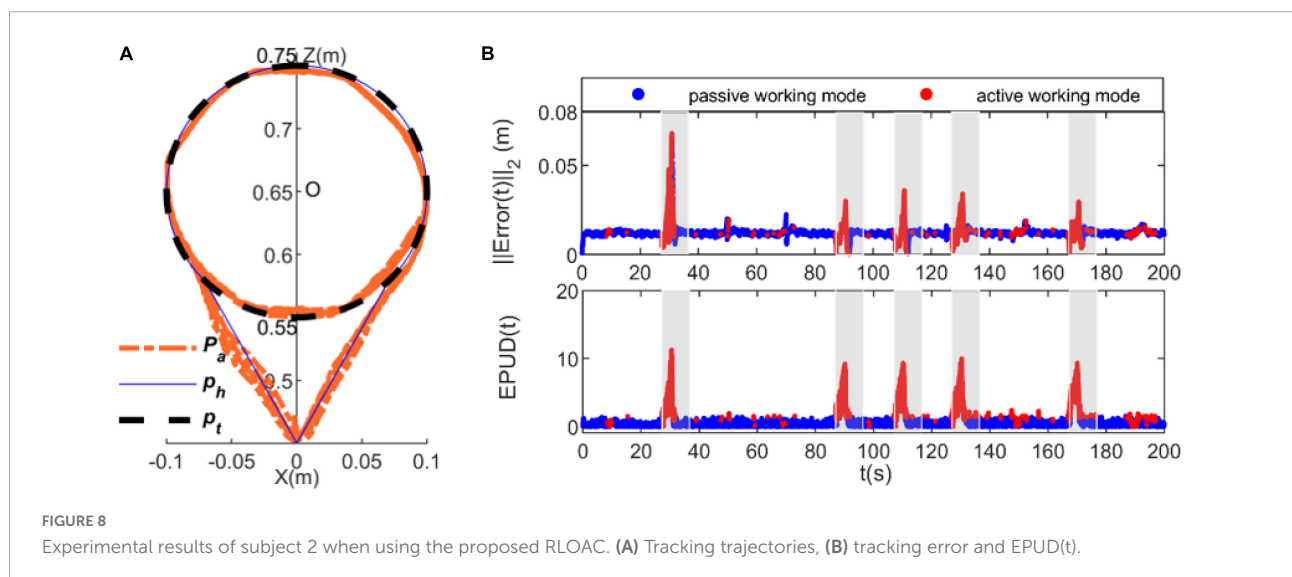 A
0.75 Z(m)
0.7
0.65 O
0.6
0.55
0.5
P_a
p_h
p_t
-0.1 -0.05 0 0.05 0.1
X(m)
B
passive working mode active working mode
0.08
0.05
0
||Error(t)||_2 (m)
0 20 40 60 80 100 120 140 160 180 200
20
10
0
EPUD(t)
0 20 40 60 80 100 120 140 160 180 200
t(s)
FIGURE 8
Experimental results of subject 2 when using the proposed RLOAC. (A) Tracking trajectories, (B) tracking error and EPUD(t).